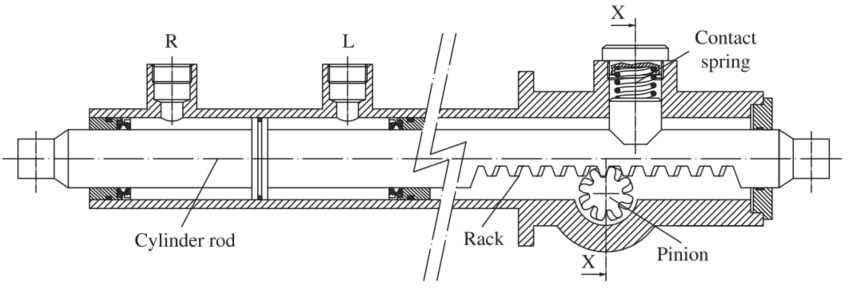 X
R
L
Contact
spring
Cylinder rod
Rack
Pinion
X